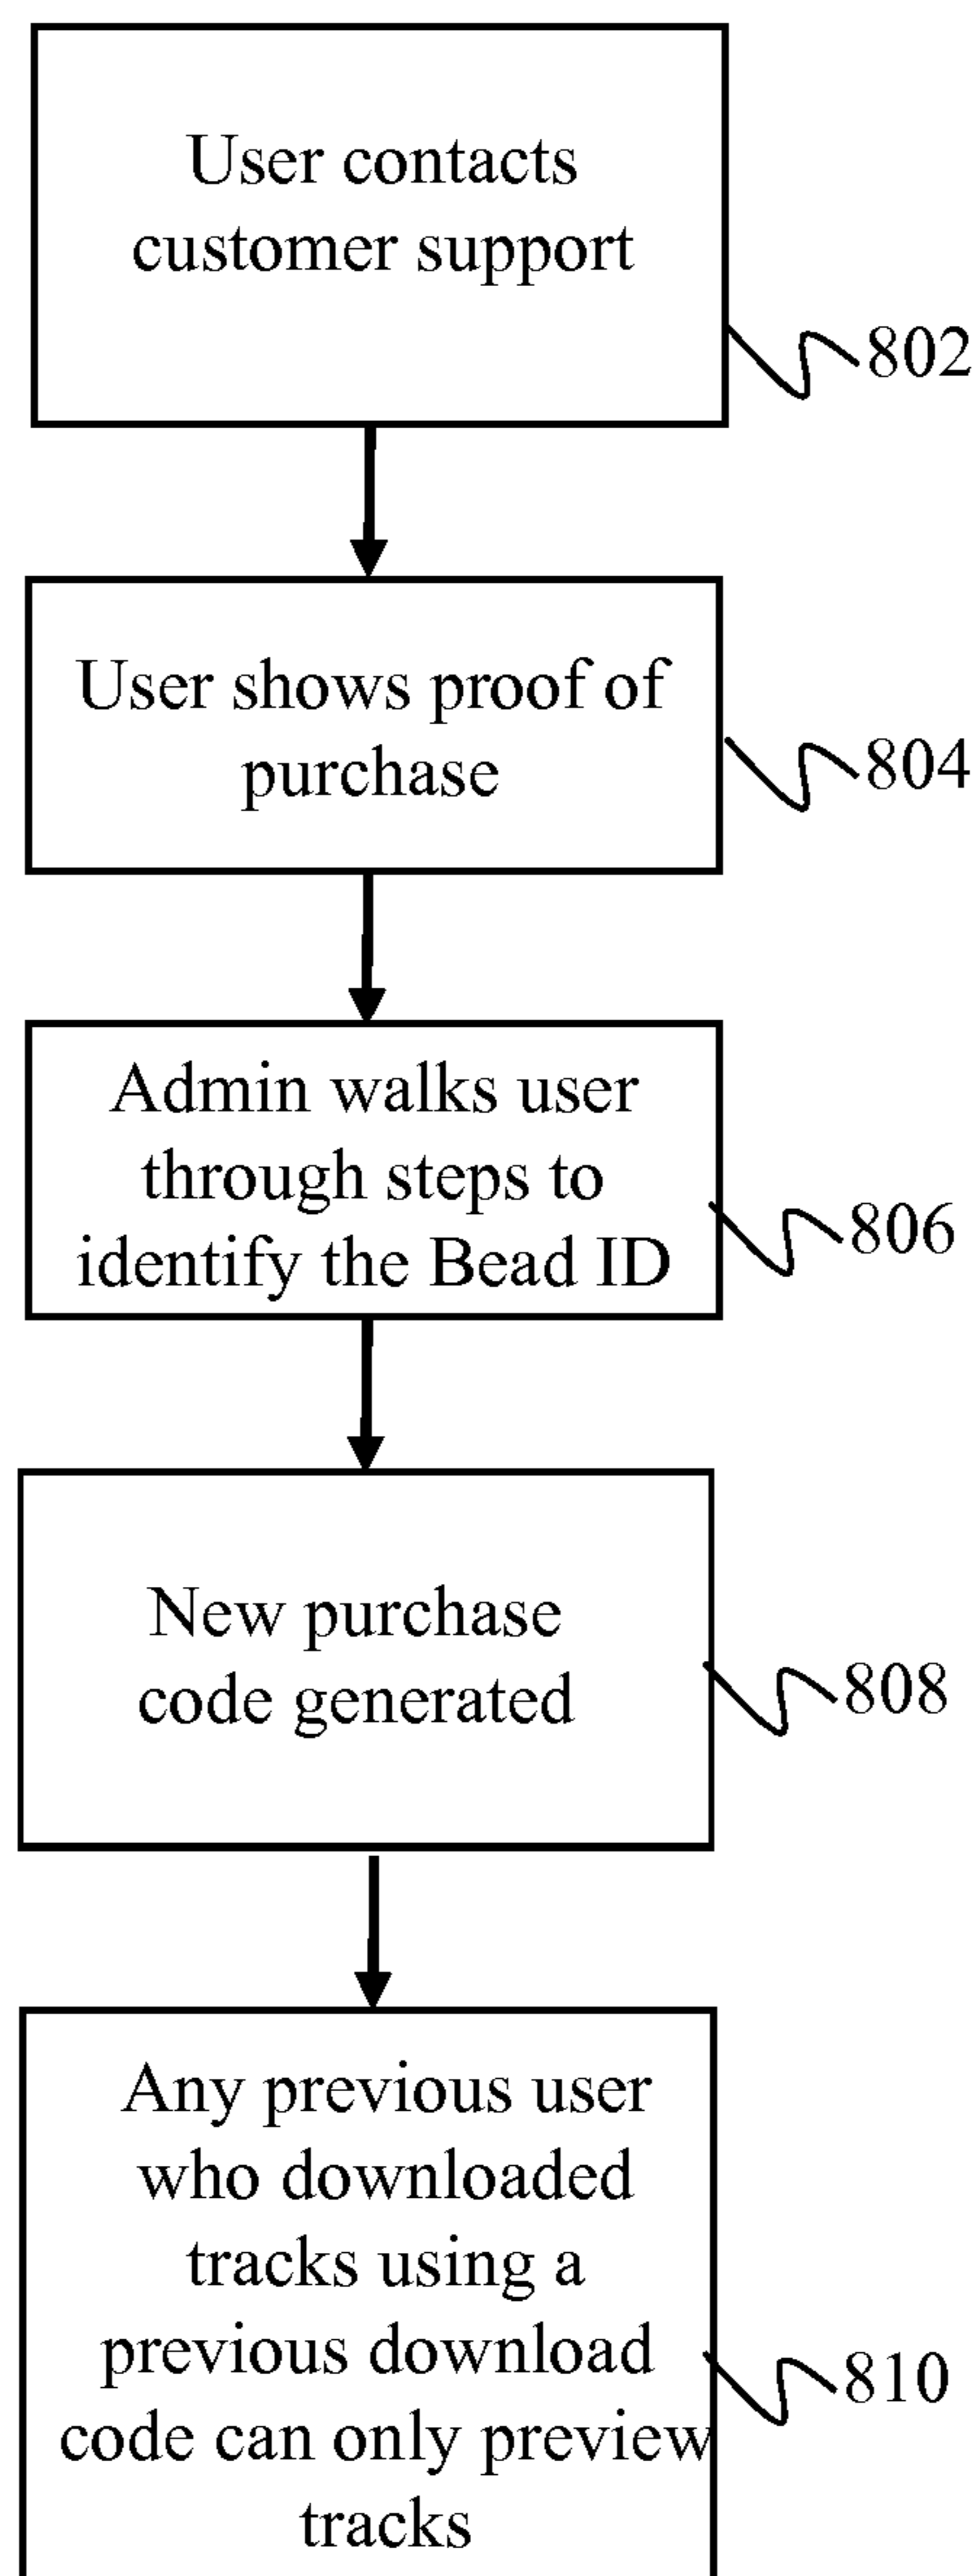 User contacts
customer support
802
User shows proof of
purchase
804
Admin walks user
through steps to
identify the Bead ID
806
New purchase
code generated
808
Any previous user
who downloaded
tracks using a
previous download
code can only preview
tracks
810